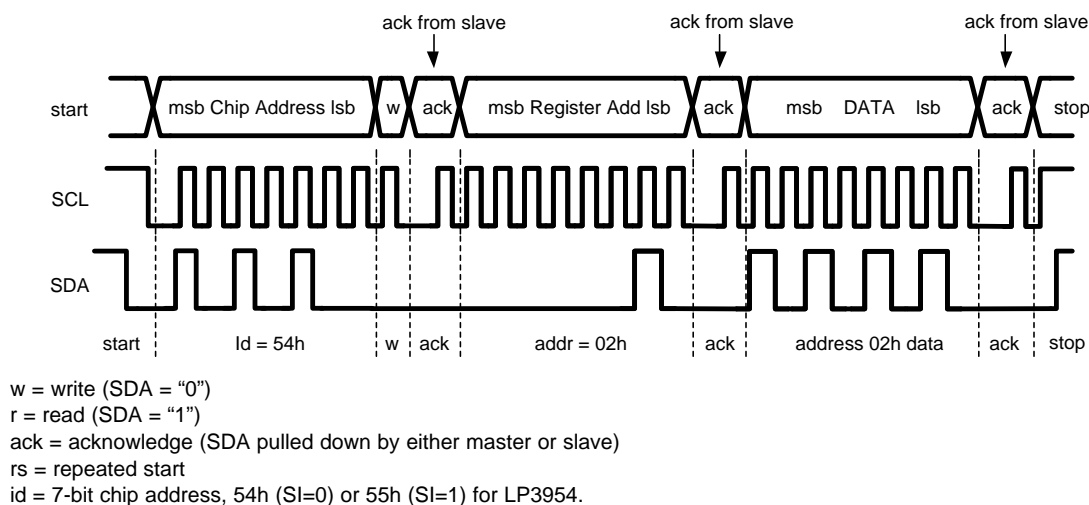 ack from slave ack from slave ack from slave
start msb Chip Address lsb w ack msb Register Add lsb ack msb DATA lsb ack stop
SCL
SDA
start Id = 54h w ack addr = 02h ack address 02h data ack stop
w = write (SDA = “0”)
r = read (SDA = “1”)
ack = acknowledge (SDA pulled down by either master or slave)
rs = repeated start
id = 7-bit chip address, 54h (SI=0) or 55h (SI=1) for LP3954.